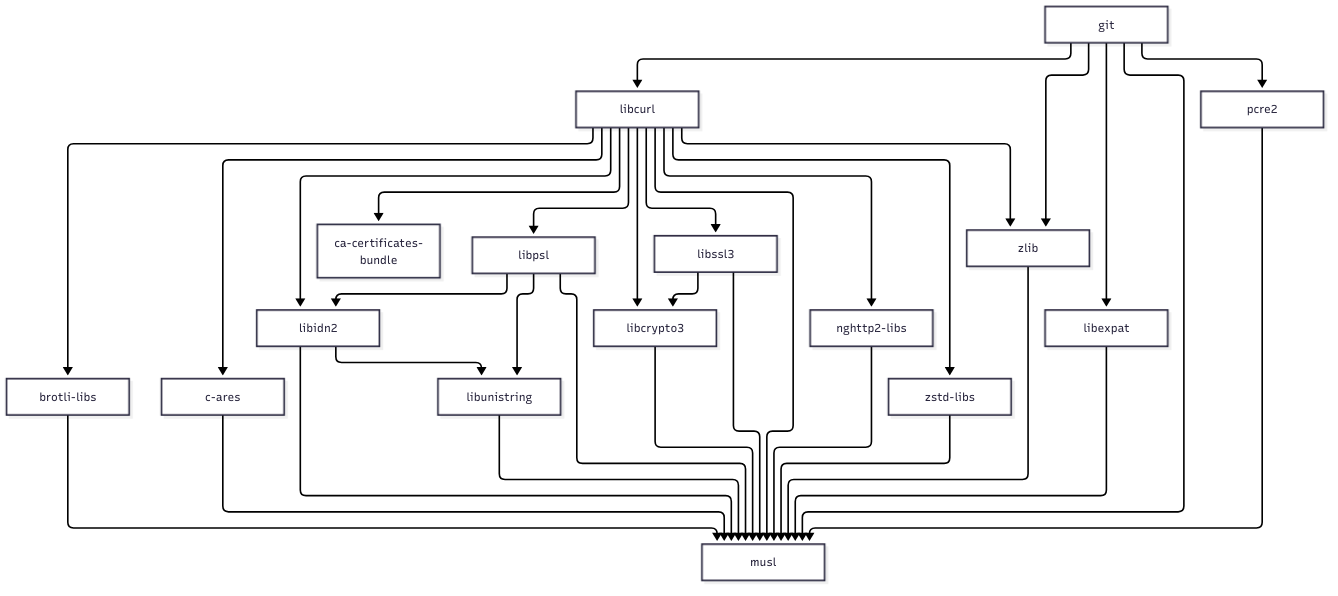 git
libcurl
pcre2
ca-certificates-
bundle
libpsl
libssl3
zlib
libidn2
libcrypto3
nghttp2-libs
libexpat
brotli-libs
c-ares
libunistring
zstd-libs
musl